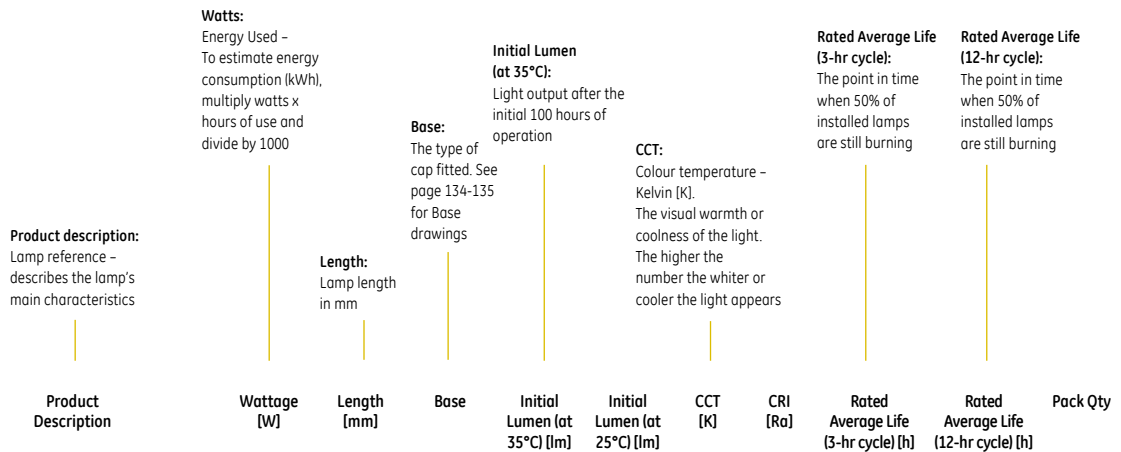 Watts:
Energy Used –
To estimate energy
consumption (kWh),
multiply watts x
hours of use and
divide by 1000
Initial Lumen
(at 35°C):
Light output after the
initial 100 hours of
operation
Rated Average Life
(3-hr cycle):
The point in time
when 50% of
installed lamps
are still burning
Rated Average Life
(12-hr cycle):
The point in time
when 50% of
installed lamps
are still burning
Base:
The type of
cap fitted. See
page 134-135
for Base
drawings
CCT:
Colour temperature –
Kelvin [K].
The visual warmth or
coolness of the light.
The higher the
number the whiter or
cooler the light appears
Product description:
Lamp reference –
describes the lamp's
main characteristics
Length:
Lamp length
in mm
Product
Description
Wattage
[W]
Length
[mm]
Base
Initial
Lumen (at
35°C) [lm]
Initial
Lumen (at
25°C) [lm]
CCT
[K]
CRI
[Ra]
Rated
Average Life
(3-hr cycle) [h]
Rated
Average Life
(12-hr cycle) [h]
Pack Qty